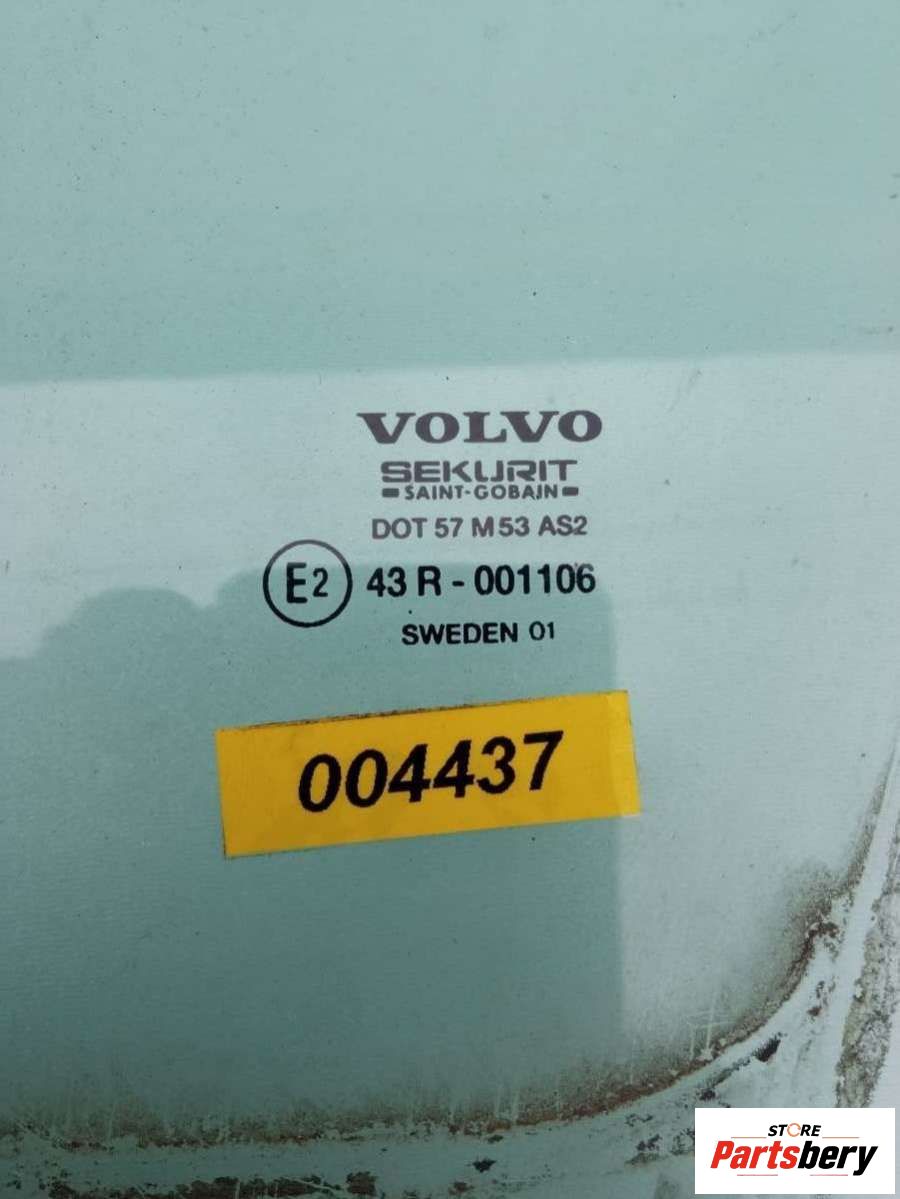 VOLVO
SEKURIT
SAINT-GOBAIN
DOT 57 M53 AS2
E2 43 R - 001106
SWEDEN 01
004437
STORE
Partsbery